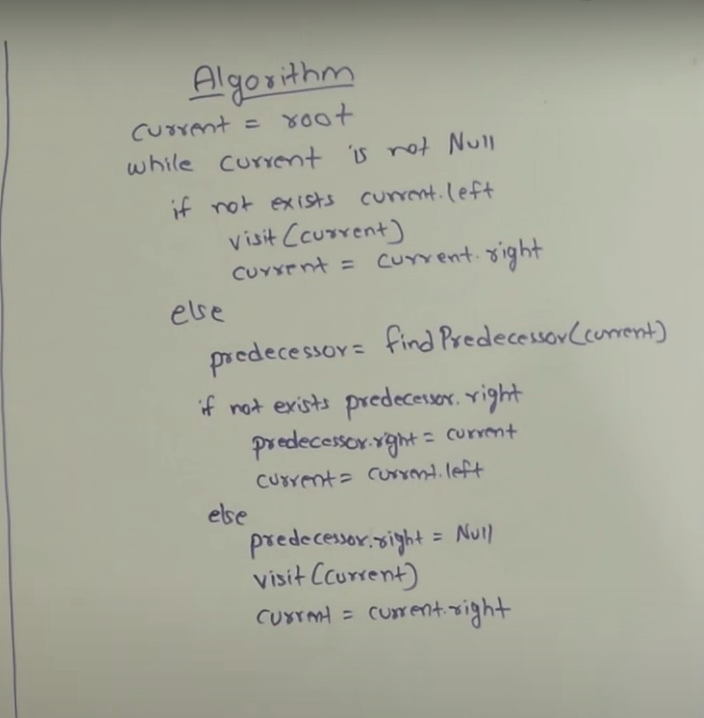 Algorithm
current = root
while current is not Null
if not exists current.left
visit(current)
current = current.right
else
predecessor = findPredecessor(current)
if not exists predecessor.right
predecessor.right = current
current = current.left
else
predecessor.right = Null
visit(current)
current = current.right